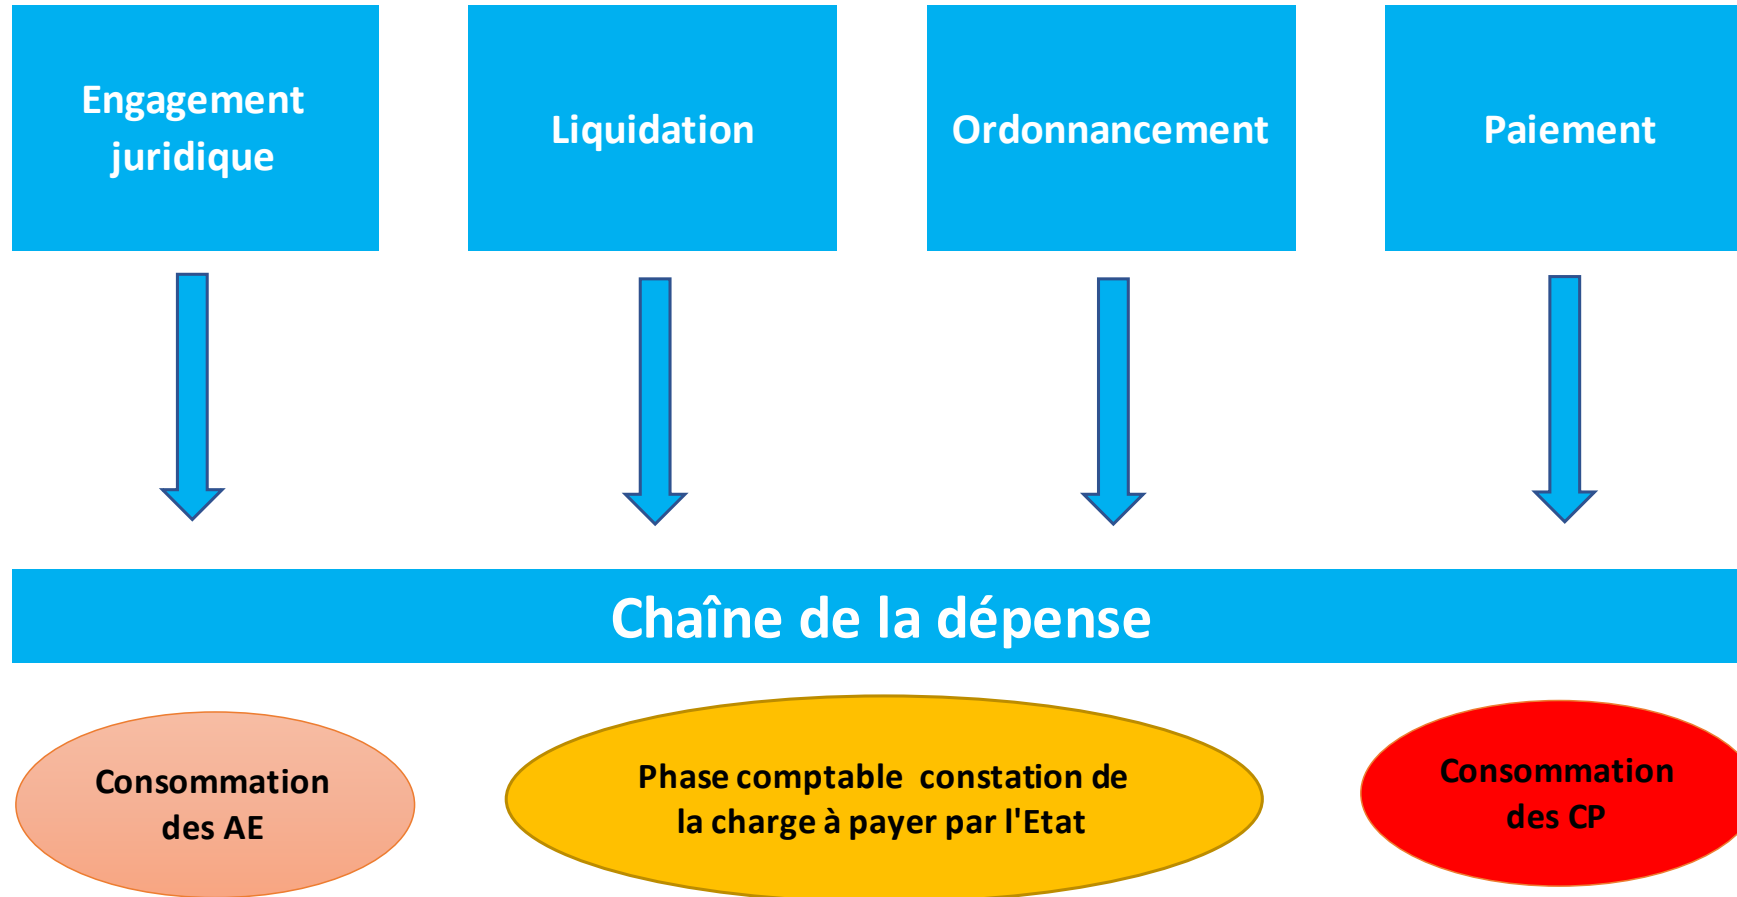 Engagement
juridique
Liquidation
Ordonnancement
Paiement
Chaîne de la dépense
Consommation
des AE
Phase comptable constation de
la charge à payer par l'Etat
Consommation
des CP